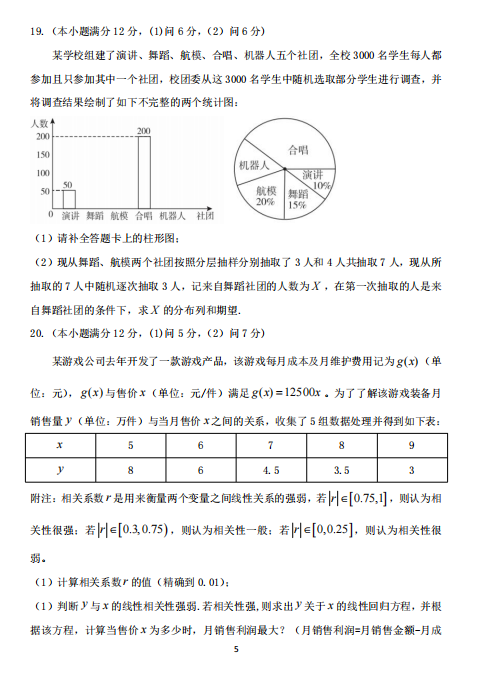 19.（本小题满分12分，(1)问6分，(2）问6分）
某学校组建了演讲、舞蹈、航模、合唱、机器人五个社团，全校3000名学生每人都
参加且只参加其中一个社团，校团委从这3000名学生中随机选取部分学生进行调查，并
将调查结果绘制了如下不完整的两个统计图：
人数
200
150
100
50
0
50
200
演讲 舞蹈 航模 合唱 机器人 社团
合唱
机器人
演讲
10%
航模
20%
舞蹈
15%
（1）请补全答题卡上的柱形图；
（2）现从舞蹈、航模两个社团按照分层抽样分别抽取了3人和4人共抽取7人，现从所
抽取的7人中随机逐次抽取3人，记来自舞蹈社团的人数为X，在第一次抽取的人是来
自舞蹈社团的条件下，求X的分布列和期望.
20.（本小题满分12分，(1)问5分，(2）问7分）
某游戏公司去年开发了一款游戏产品，该游戏每月成本及月维护费用记为g(x)（单
位：元），g(x)与售价x（单位：元/件）满足g(x)=12500x。为了了解该游戏装备月
销售量y（单位：万件）与当月售价x之间的关系，收集了5组数据处理并得到如下表：
x 5 6 7 8 9
y 8 6 4.5 3.5 3
附注：相关系数r是用来衡量两个变量之间线性关系的强弱，若|r|∈[0.75,1]，则认为相
关性很强；若|r|∈[0.3,0.75)，则认为相关性一般；若|r|∈[0,0.25]，则认为相关性很
弱。
（1）计算相关系数r的值（精确到0.01）；
（1）判断y与x的线性相关性强弱.若相关性强,则求出y关于x的线性回归方程，并根
据该方程，计算当售价x为多少时，月销售利润最大？（月销售利润=月销售金额-月成
5